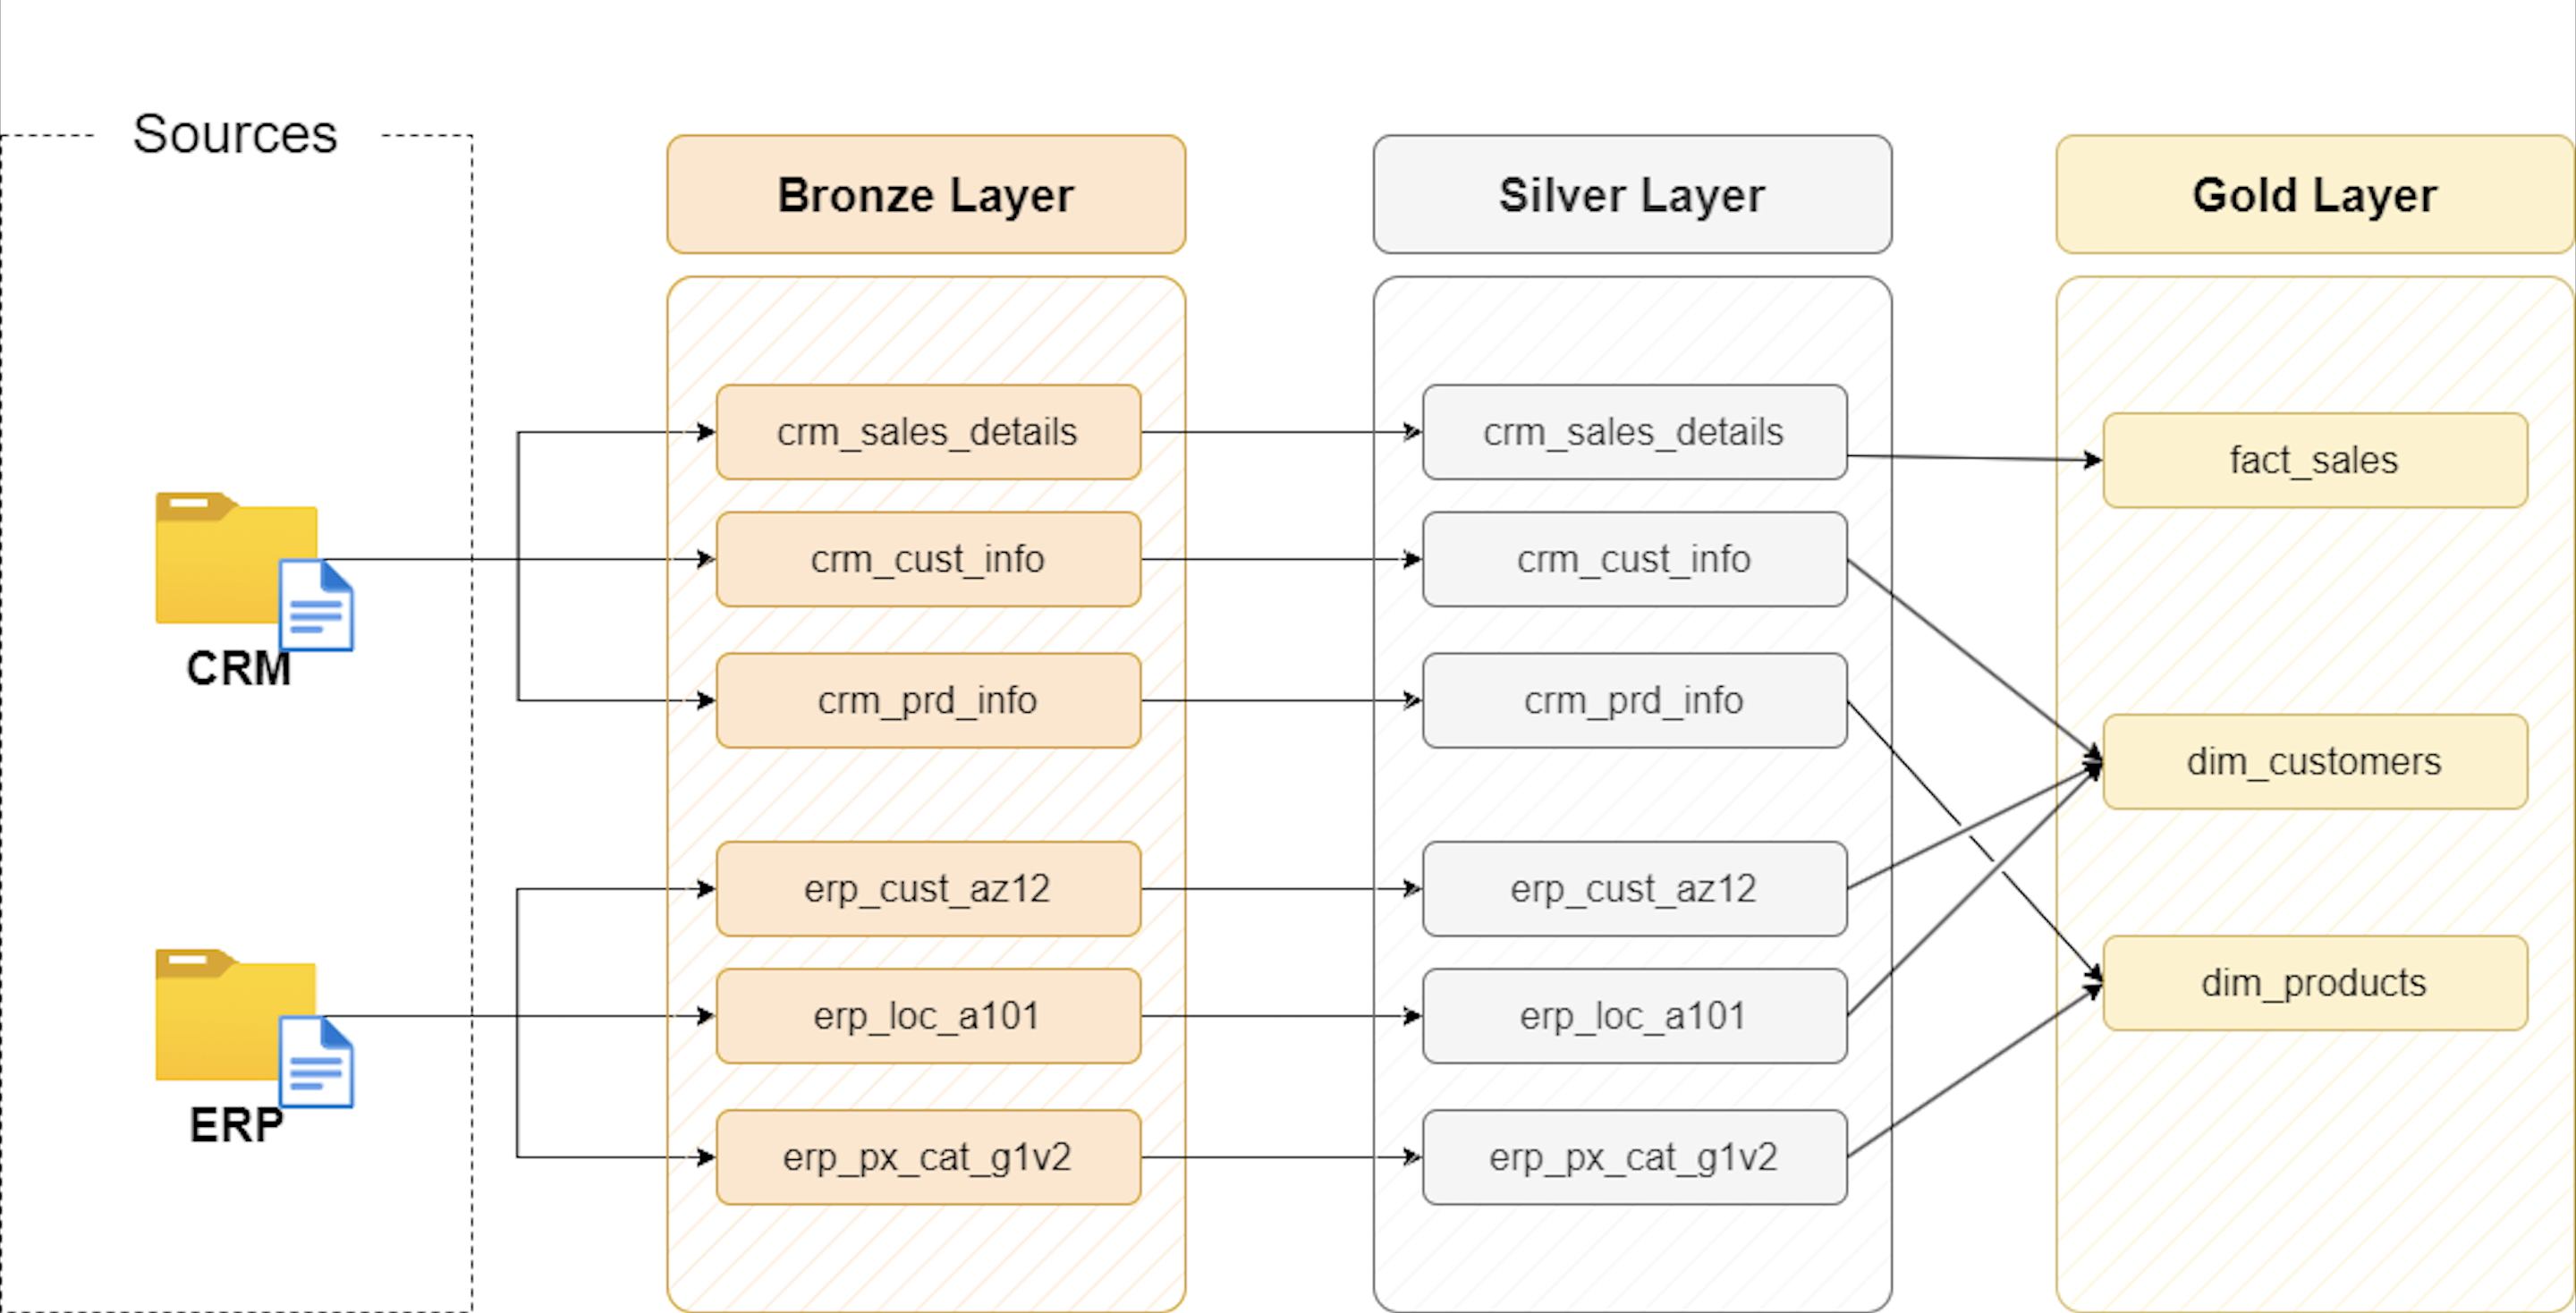 Sources
Bronze Layer
Silver Layer
Gold Layer
CRM
ERP
crm_sales_details
crm_cust_info
crm_prd_info
erp_cust_az12
erp_loc_a101
erp_px_cat_g1v2
crm_sales_details
crm_cust_info
crm_prd_info
erp_cust_az12
erp_loc_a101
erp_px_cat_g1v2
fact_sales
dim_customers
dim_products